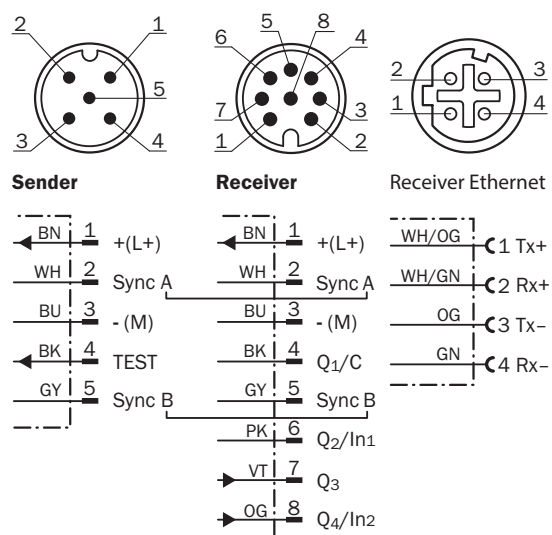 2 1 5 3 4
5 8 6 4 7 3 1 2
2 3 1 4
Sender
BN 1 +(L+)
WH 2 Sync A
BU 3 - (M)
BK 4 TEST
GY 5 Sync B
Receiver
BN 1 +(L+)
WH 2 Sync A
BU 3 - (M)
BK 4 Q1/C
GY 5 Sync B
PK 6 Q2/In1
VT 7 Q3
OG 8 Q4/In2
Receiver Ethernet
WH/OG 1 Tx+
WH/GN 2 Rx+
OG 3 Tx–
GN 4 Rx–